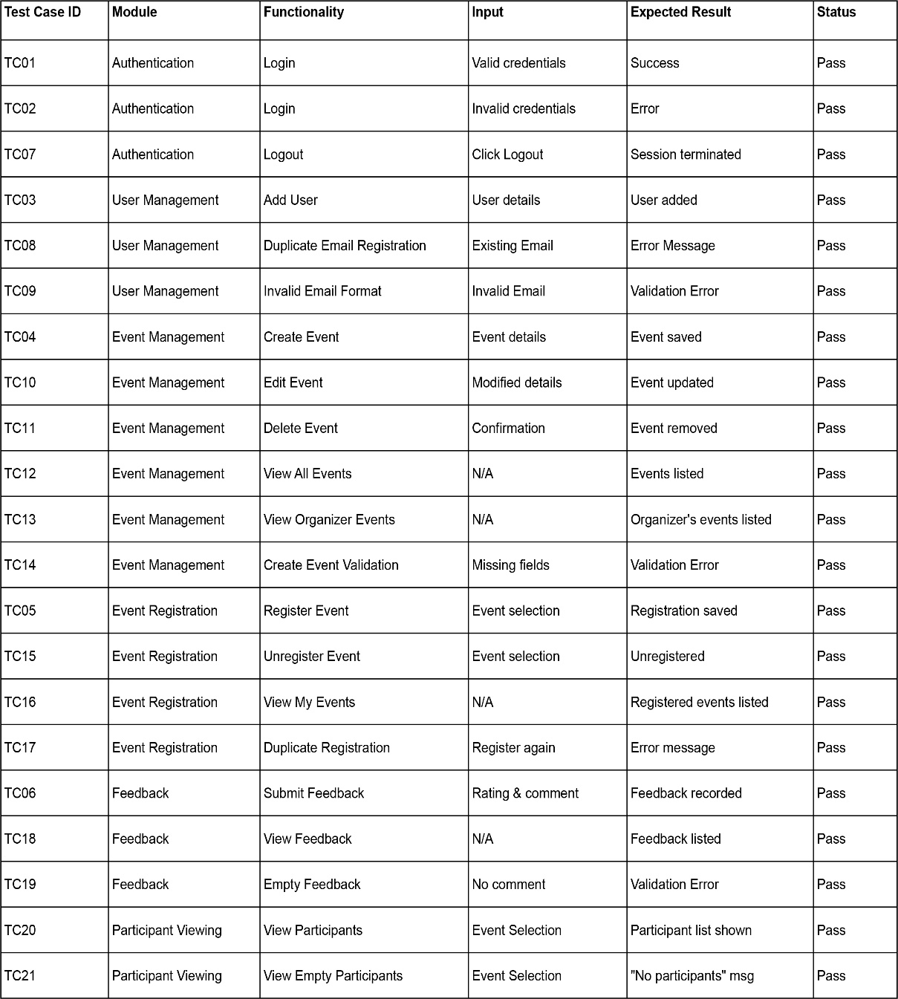 Test Case ID Module Functionality Input Expected Result Status
TC01 Authentication Login Valid credentials Success Pass
TC02 Authentication Login Invalid credentials Error Pass
TC07 Authentication Logout Click Logout Session terminated Pass
TC03 User Management Add User User details User added Pass
TC08 User Management Duplicate Email Registration Existing Email Error Message Pass
TC09 User Management Invalid Email Format Invalid Email Validation Error Pass
TC04 Event Management Create Event Event details Event saved Pass
TC10 Event Management Edit Event Modified details Event updated Pass
TC11 Event Management Delete Event Confirmation Event removed Pass
TC12 Event Management View All Events N/A Events listed Pass
TC13 Event Management View Organizer Events N/A Organizer's events listed Pass
TC14 Event Management Create Event Validation Missing fields Validation Error Pass
TC05 Event Registration Register Event Event selection Registration saved Pass
TC15 Event Registration Unregister Event Event selection Unregistered Pass
TC16 Event Registration View My Events N/A Registered events listed Pass
TC17 Event Registration Duplicate Registration Register again Error message Pass
TC06 Feedback Submit Feedback Rating & comment Feedback recorded Pass
TC18 Feedback View Feedback N/A Feedback listed Pass
TC19 Feedback Empty Feedback No comment Validation Error Pass
TC20 Participant Viewing View Participants Event Selection Participant list shown Pass
TC21 Participant Viewing View Empty Participants Event Selection "No participants" msg Pass